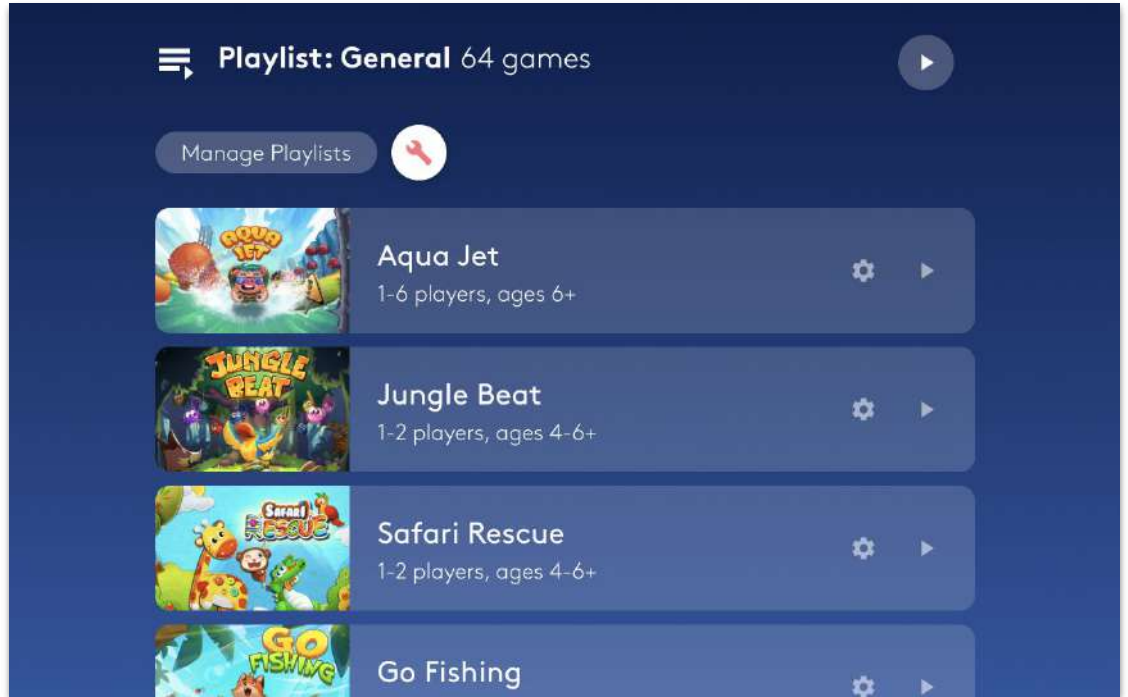 Playlist: General 64 games
Manage Playlists
AQUA
JET
Aqua Jet
1-6 players, ages 6+
JUNGLE
BEAT
Jungle Beat
1-2 players, ages 4-6+
SAFARI
RESCUE
Safari Rescue
1-2 players, ages 4-6+
GO
FISHING
Go Fishing